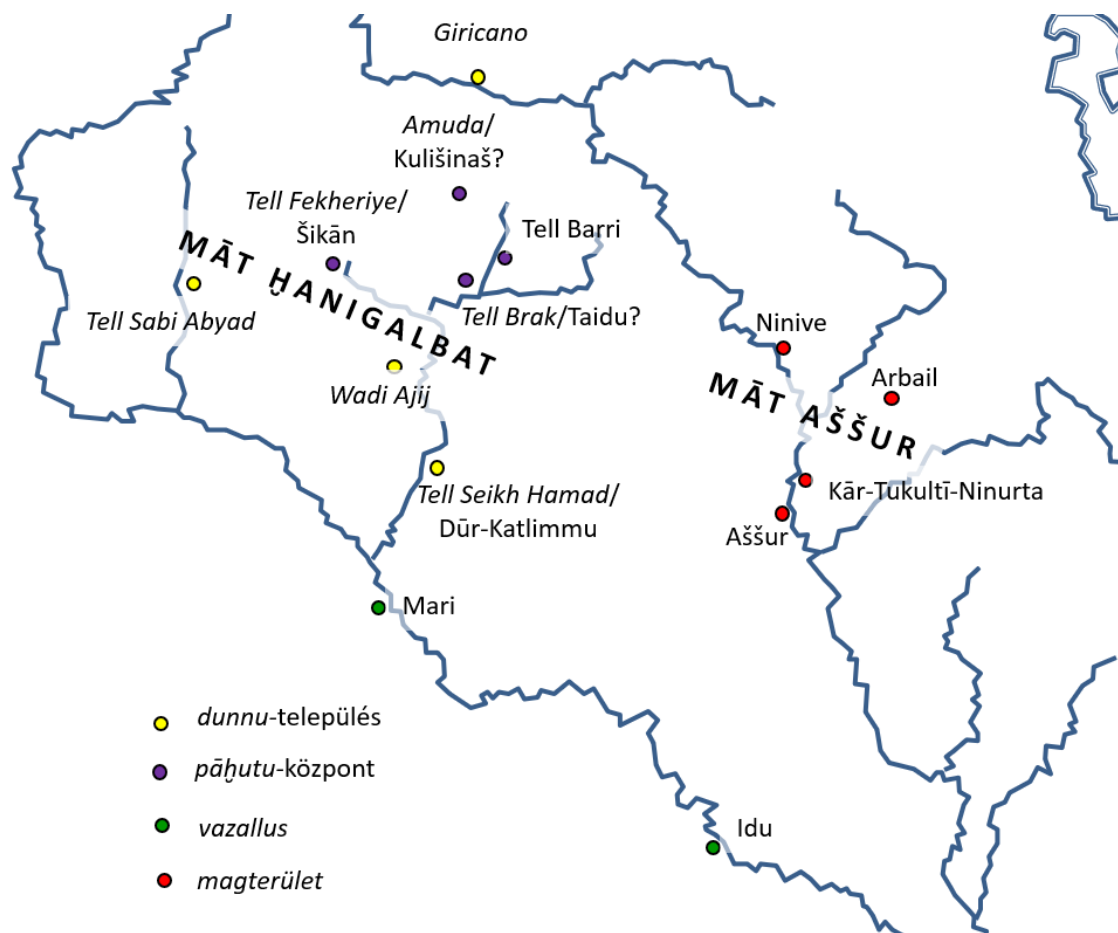 Giricano
Amuda/
Kulišinaš?
Tell Fekheriye/
Šikān
Tell Barri
MĀT ḪANIGALBAT
Tell Sabi Abyad
Tell Brak/Taidu?
Ninive
Wadi Ajij
Arbail
MĀT AŠŠUR
Tell Seikh Hamad/
Dūr-Katlimmu
Kār-Tukultī-Ninurta
Aššur
Mari
dunnu-település
pāḫutu-központ
vazallus
Idu
magterület